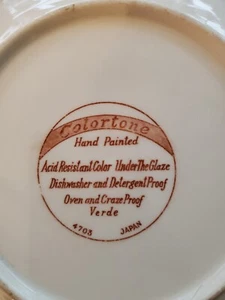 Colortone
Hand Painted
Acid Resistant Color Under The Glaze
Dishwasher and Detergent Proof
Oven and Craze Proof
Verde
4703 JAPAN